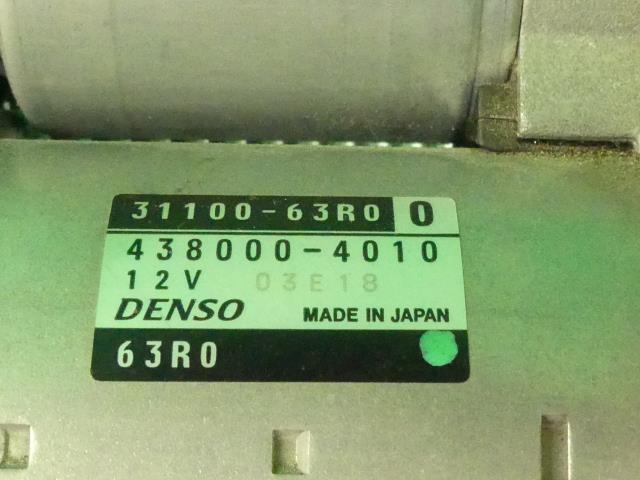 31100-63R0 0
438000-4010
12V 03E18
DENSO MADE IN JAPAN
63R0